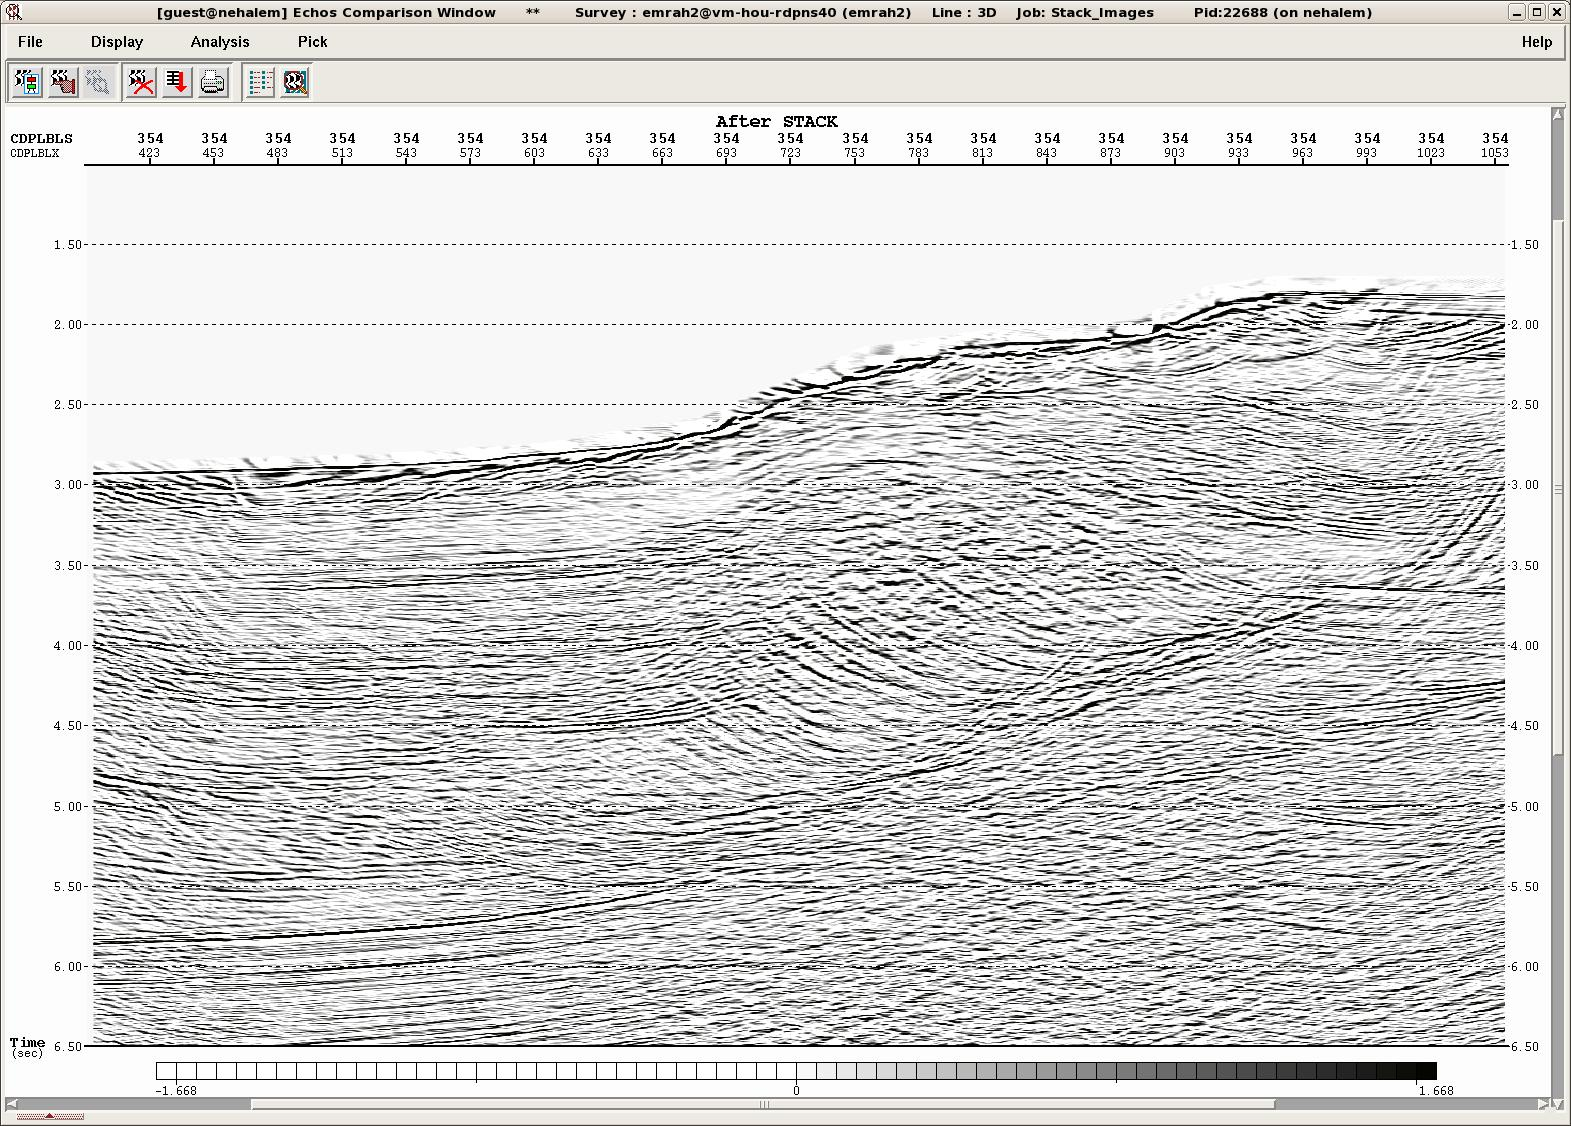 [guest@nehalem] Echos Comparison Window ** Survey : emrah2@vm-hou-rdpns40 (emrah2) Line : 3D Job: Stack_Images Pid:22688 (on nehalem)
File Display Analysis Pick Help
After STACK
CDPLBLS 354 354 354 354 354 354 354 354 354 354 354 354 354 354 354 354 354 354 354 354 354 354
CDPLBLX 423 453 483 513 543 573 603 633 663 693 723 753 783 813 843 873 903 933 963 993 1023 1053
1.50 1.50
2.00 2.00
2.50 2.50
3.00 3.00
3.50 3.50
4.00 4.00
4.50 4.50
5.00 5.00
5.50 5.50
6.00 6.00
Time 6.50 6.50
(sec)
-1.668 0 1.668